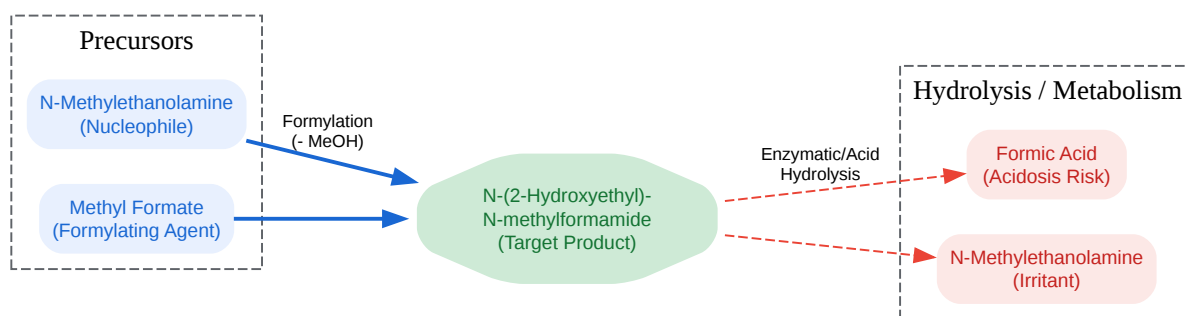 Precursors
N-Methylethanolamine
(Nucleophile)
Methyl Formate
(Formylating Agent)
Formylation
(- MeOH)
N-(2-Hydroxyethyl)-
N-methylformamide
(Target Product)
Enzymatic/Acid
Hydrolysis
Hydrolysis / Metabolism
Formic Acid
(Acidosis Risk)
N-Methylethanolamine
(Irritant)